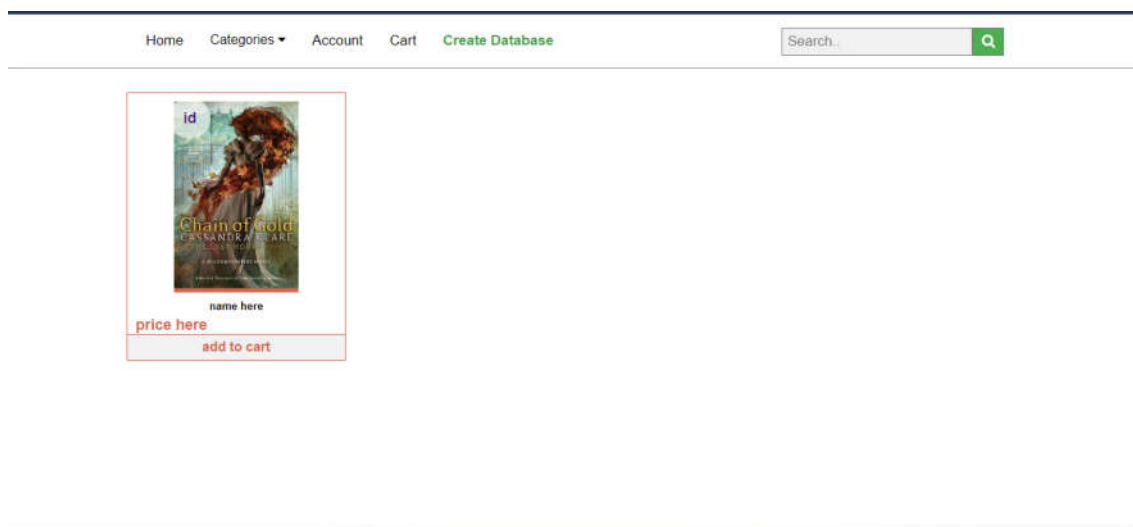 Home Categories Account Cart Create Database Search..
id
Chain of Gold
CASSANDRA CLARE
name here
price here
add to cart